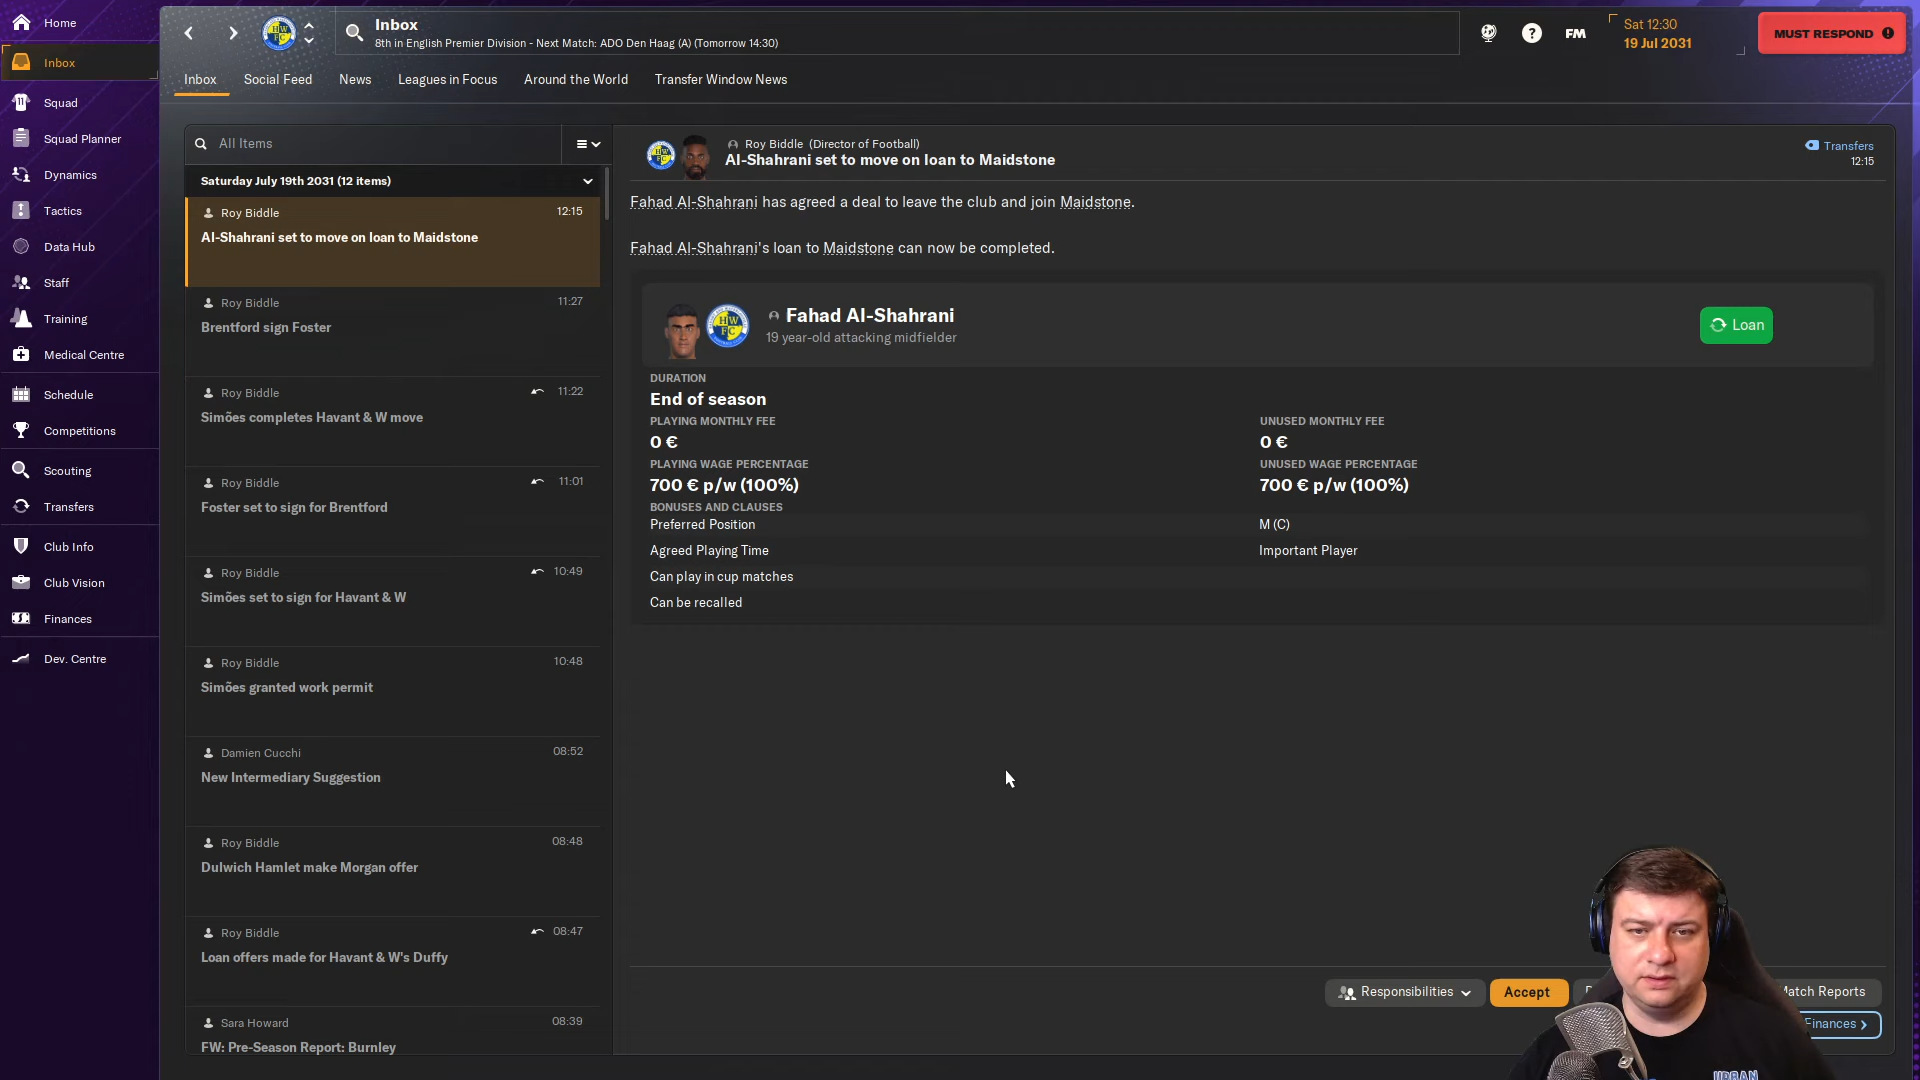 Home
Inbox
Squad
Squad Planner
Dynamics
Tactics
Data Hub
Staff
Training
Medical Centre
Schedule
Competitions
Scouting
Transfers
Club Info
Club Vision
Finances
Dev. Centre
Inbox
8th in English Premier Division - Next Match: ADO Den Haag (A) (Tomorrow 14:30)
FM
Sat 12:30
19 Jul 2031
MUST RESPOND
Inbox Social Feed News Leagues in Focus Around the World Transfer Window News
All Items
Saturday July 19th 2031 (12 items)
Roy Biddle 12:15
Al-Shahrani set to move on loan to Maidstone
Roy Biddle 11:27
Brentford sign Foster
Roy Biddle 11:22
Simões completes Havant & W move
Roy Biddle 11:01
Foster set to sign for Brentford
Roy Biddle 10:49
Simões set to sign for Havant & W
Roy Biddle 10:48
Simões granted work permit
Damien Cucchi 08:52
New Intermediary Suggestion
Roy Biddle 08:48
Dulwich Hamlet make Morgan offer
Roy Biddle 08:47
Loan offers made for Havant & W's Duffy
Sara Howard 08:39
FW: Pre-Season Report: Burnley
Roy Biddle (Director of Football)
Al-Shahrani set to move on loan to Maidstone
Transfers
12:15
Fahad Al-Shahrani has agreed a deal to leave the club and join Maidstone.
Fahad Al-Shahrani's loan to Maidstone can now be completed.
Fahad Al-Shahrani
19 year-old attacking midfielder
Loan
DURATION
End of season
PLAYING MONTHLY FEE UNUSED MONTHLY FEE
0 € 0 €
PLAYING WAGE PERCENTAGE UNUSED WAGE PERCENTAGE
700 € p/w (100%) 700 € p/w (100%)
BONUSES AND CLAUSES
Preferred Position M (C)
Agreed Playing Time Important Player
Can play in cup matches
Can be recalled
Responsibilities Accept Match Reports
Finances
URBAN